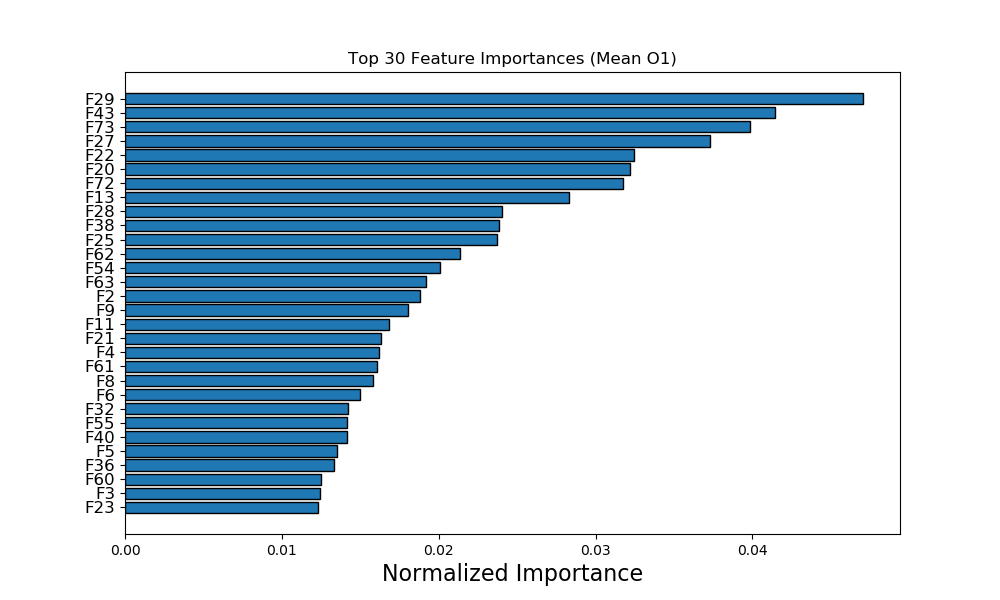 Top 30 Feature Importances (Mean O1)
F29
F43
F73
F27
F22
F20
F72
F13
F28
F38
F25
F62
F54
F63
F2
F9
F11
F21
F4
F61
F8
F6
F32
F55
F40
F5
F36
F60
F3
F23
0.00 0.01 0.02 0.03 0.04
Normalized Importance